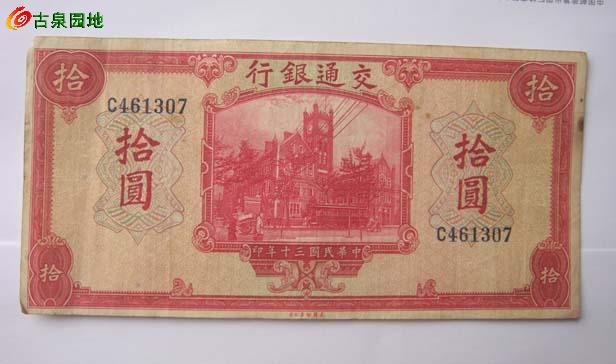 古泉园地
行銀通交
拾
拾
C461307
拾圓
拾圓
C461307
印年十三國民華中
拾
拾